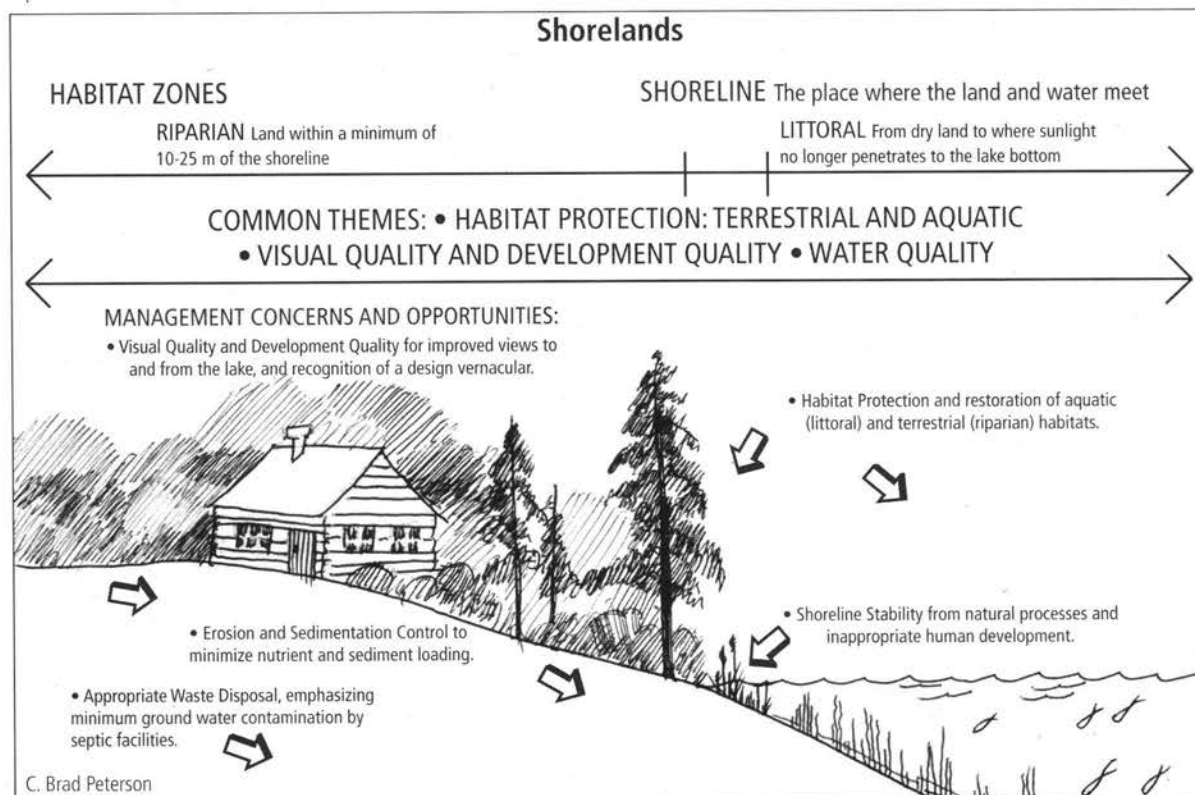 Shorelands
HABITAT ZONES
SHORELINE The place where the land and water meet
RIPARIAN Land within a minimum of
10-25 m of the shoreline
LITTORAL From dry land to where sunlight
no longer penetrates to the lake bottom
COMMON THEMES: • HABITAT PROTECTION: TERRESTRIAL AND AQUATIC
• VISUAL QUALITY AND DEVELOPMENT QUALITY • WATER QUALITY
MANAGEMENT CONCERNS AND OPPORTUNITIES:
• Visual Quality and Development Quality for improved views to
and from the lake, and recognition of a design vernacular.
• Habitat Protection and restoration of aquatic
(littoral) and terrestrial (riparian) habitats.
• Shoreline Stability from natural processes and
inappropriate human development.
• Erosion and Sedimentation Control to
minimize nutrient and sediment loading.
• Appropriate Waste Disposal, emphasizing
minimum ground water contamination by
septic facilities.
C. Brad Peterson